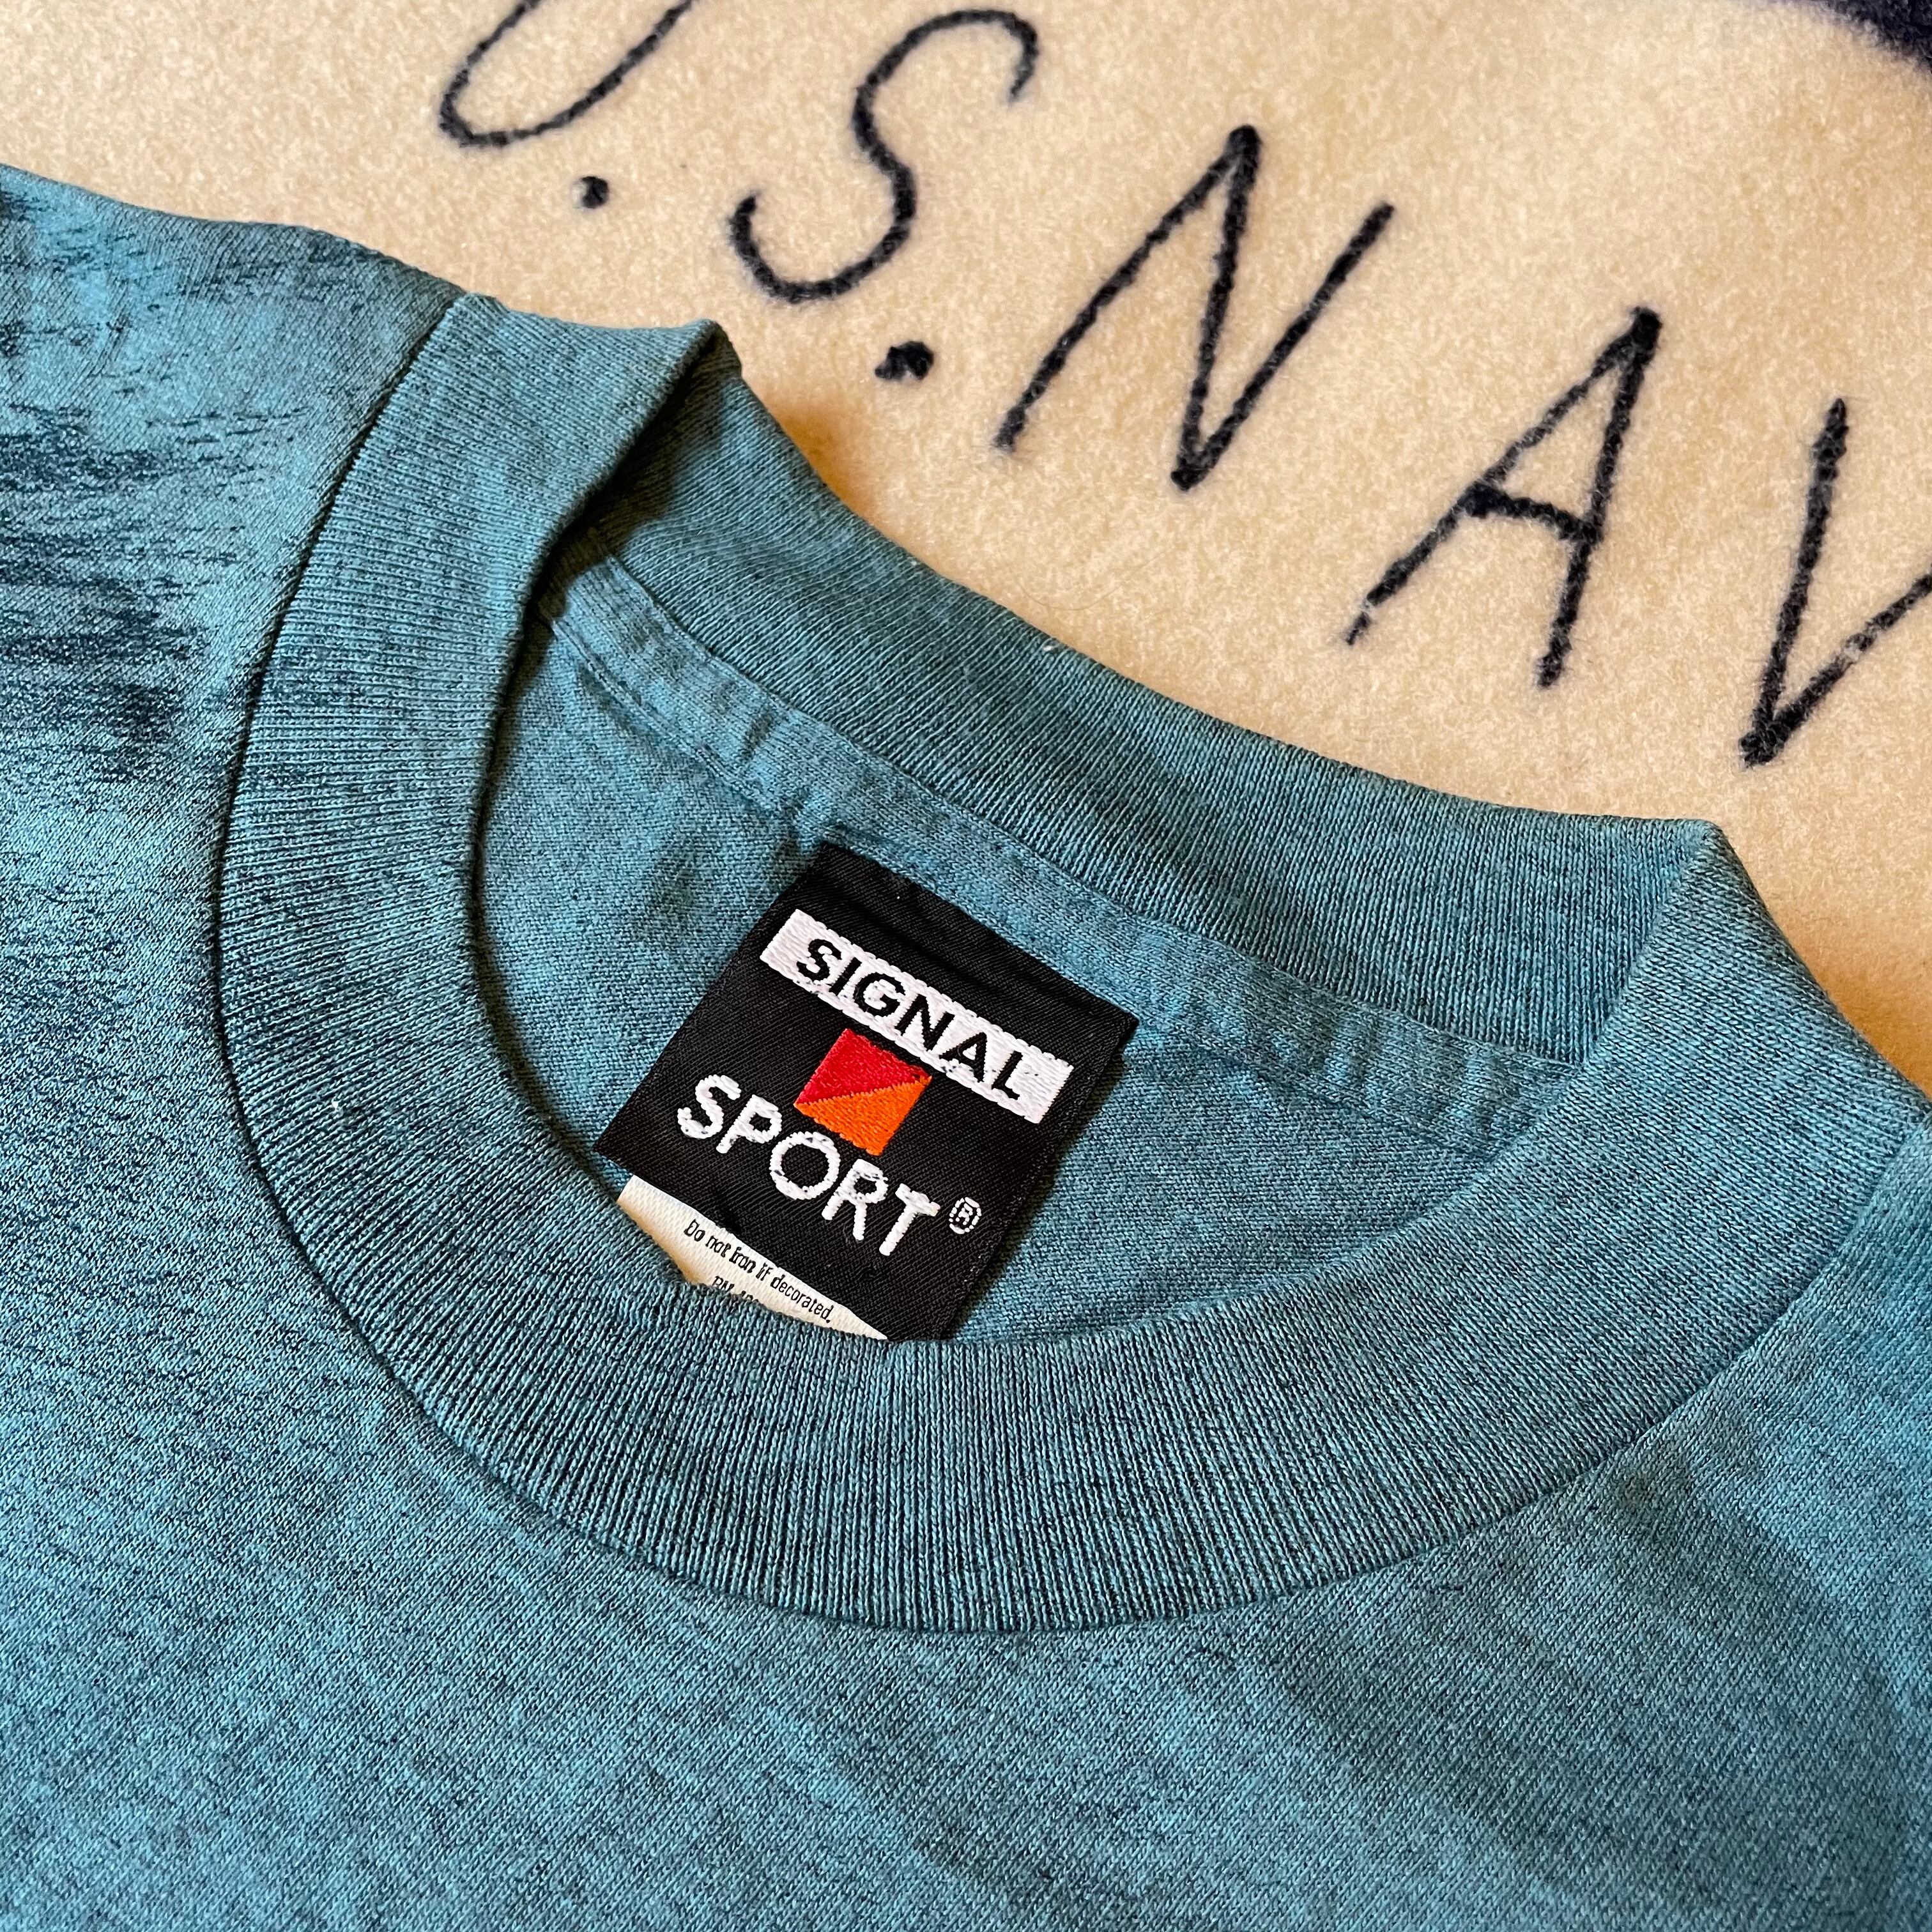 U.S.NAV
SIGNAL
SPORT®
Do not iron if decorated.